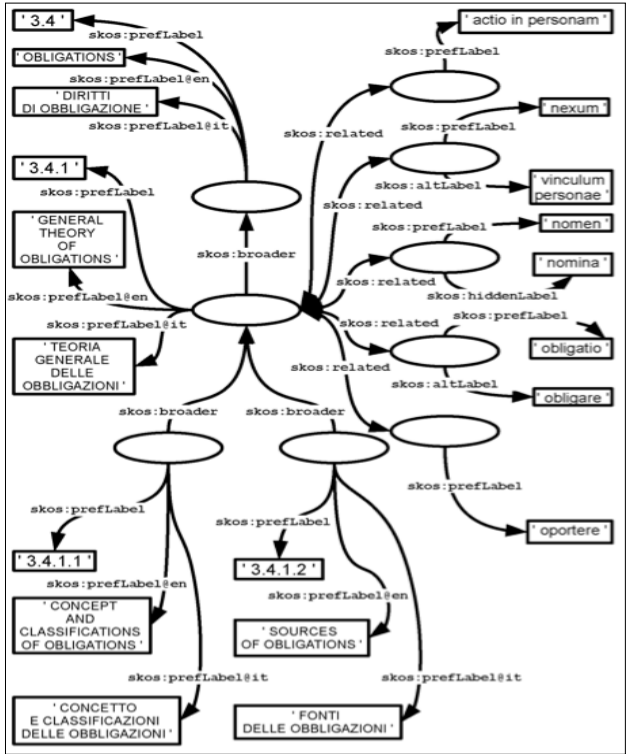 ' 3.4 '
skos:prefLabel
' OBLIGATIONS '
skos:prefLabel@en
' DIRITTI
DI OBBLIGAZIONE '
skos:prefLabel@it
' 3.4.1 '
skos:prefLabel
' GENERAL
THEORY
OF
OBLIGATIONS '
skos:prefLabel@en
skos:prefLabel@it
' TEORIA
GENERALE
DELLE
OBBLIGAZIONI '
skos:broader
' actio in personam '
skos:prefLabel
skos:related
' nexum '
skos:prefLabel
skos:altLabel
' vinculum
personae '
skos:related
skos:prefLabel
' nomen '
' nomina '
skos:hiddenLabel
skos:related
skos:prefLabel
' obligatio '
skos:related
skos:altLabel
' obligare '
skos:related
skos:prefLabel
' oportere '
skos:broader
skos:broader
skos:prefLabel
' 3.4.1.1 '
skos:prefLabel@en
' CONCEPT
AND
CLASSIFICATIONS
OF OBLIGATIONS '
skos:prefLabel@it
' CONCETTO
E CLASSIFICAZIONI
DELLE OBBLIGAZIONI '
skos:prefLabel
' 3.4.1.2 '
skos:prefLabel@en
' SOURCES
OF OBLIGATIONS '
skos:prefLabel@it
' FONTI
DELLE OBBLIGAZIONI '